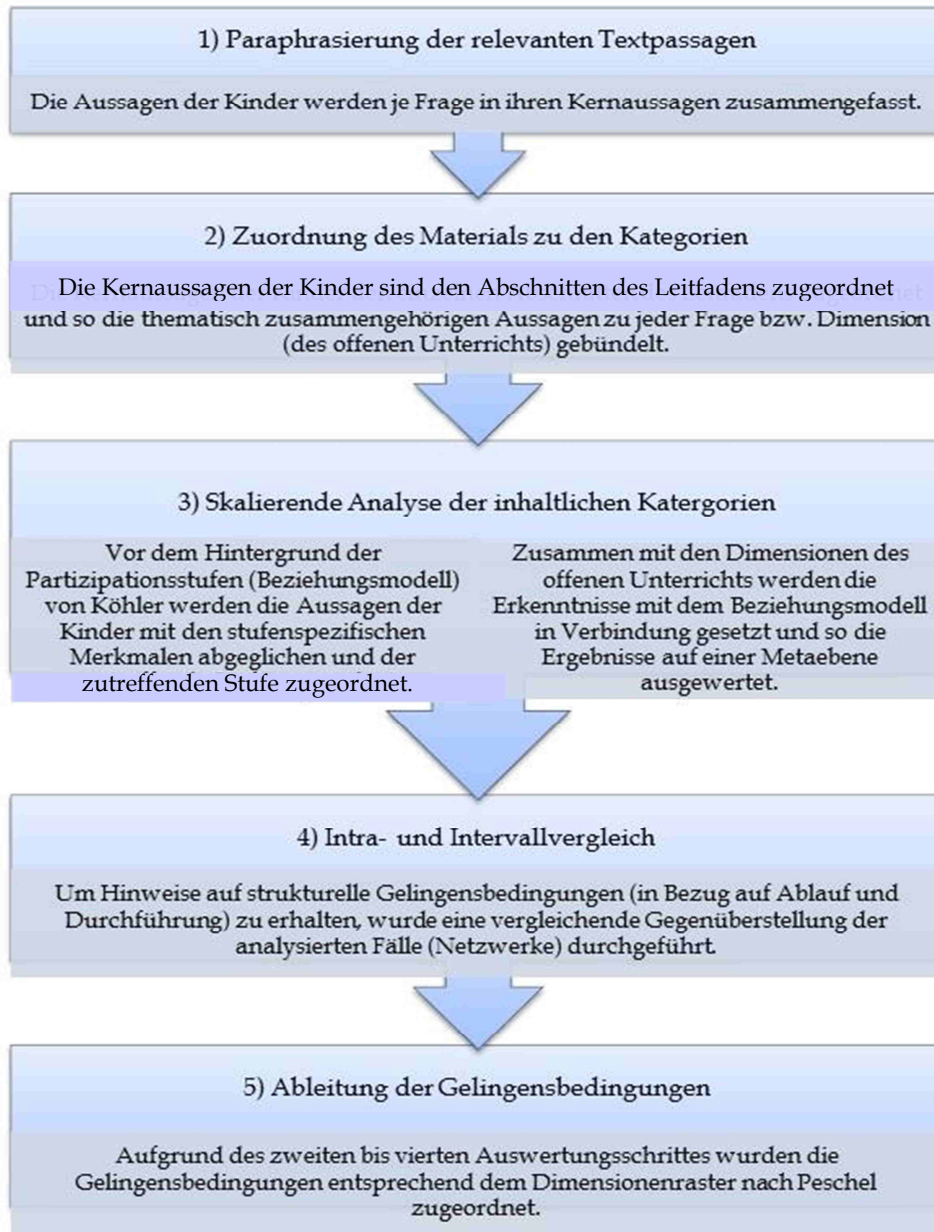 1) Paraphrasierung der relevanten Textpassagen
Die Aussagen der Kinder werden je Frage in ihren Kernaussagen zusammengefasst.
2) Zuordnung des Materials zu den Kategorien
Die Kernaussagen der Kinder sind den Abschnitten des Leitfadens zugeordnet
und so die thematisch zusammengehörigen Aussagen zu jeder Frage bzw. Dimension
(des offenen Unterrichts) gebündelt.
3) Skalierende Analyse der inhaltlichen Katergorien
Vor dem Hintergrund der
Partizipationsstufen (Beziehungsmodell)
von Köhler werden die Aussagen der
Kinder mit den stufenspezifischen
Merkmalen abgeglichen und der
zutreffenden Stufe zugeordnet.
Zusammen mit den Dimensionen des
offenen Unterrichts werden die
Erkenntnisse mit dem Beziehungsmodell
in Verbindung gesetzt und so die
Ergebnisse auf einer Metaebene
ausgewertet.
4) Intra- und Intervallvergleich
Um Hinweise auf strukturelle Gelingensbedingungen (in Bezug auf Ablauf und
Durchführung) zu erhalten, wurde eine vergleichende Gegenüberstellung der
analysierten Fälle (Netzwerke) durchgeführt.
5) Ableitung der Gelingensbedingungen
Aufgrund des zweiten bis vierten Auswertungsschrittes wurden die
Gelingensbedingungen entsprechend dem Dimensionenraster nach Peschel
zugeordnet.